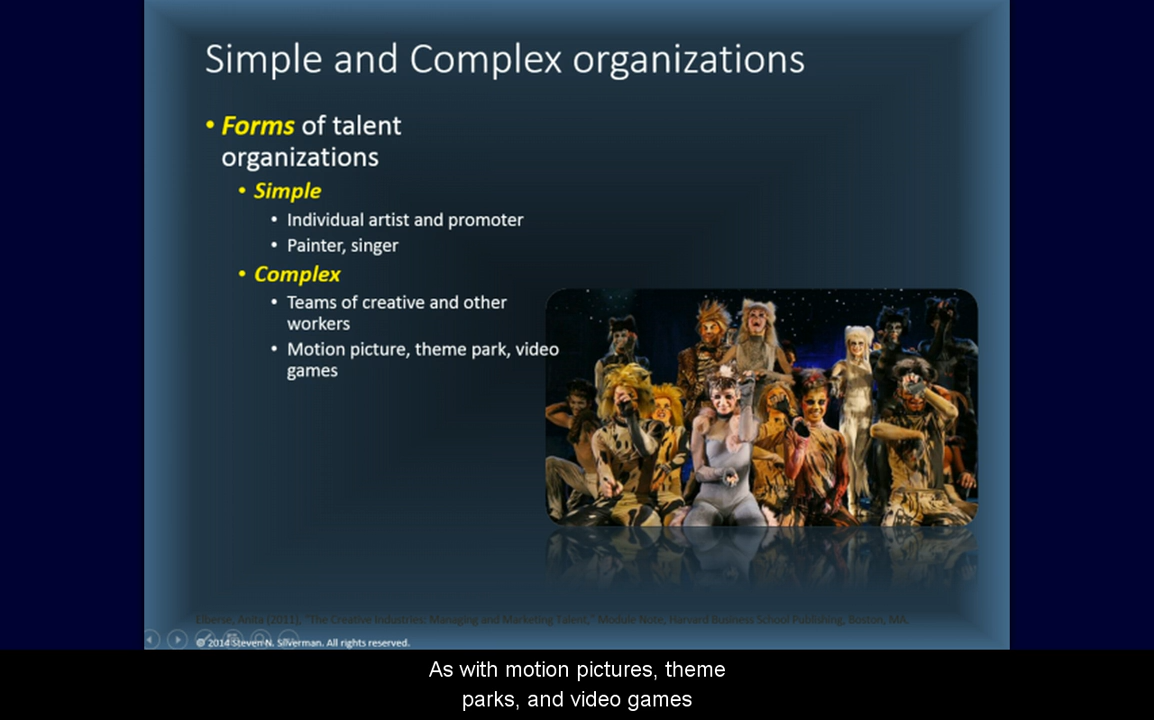 Simple and Complex organizations
• Forms of talent
organizations
• Simple
• Individual artist and promoter
• Painter, singer
• Complex
• Teams of creative and other
workers
• Motion picture, theme park, video
games
Elberse, Anita (2011), "The Creative Industries: Managing and Marketing Talent," Module Note, Harvard Business School Publishing, Boston, MA.
© 2014 Steven N. Silverman. All rights reserved.
As with motion pictures, theme
parks, and video games